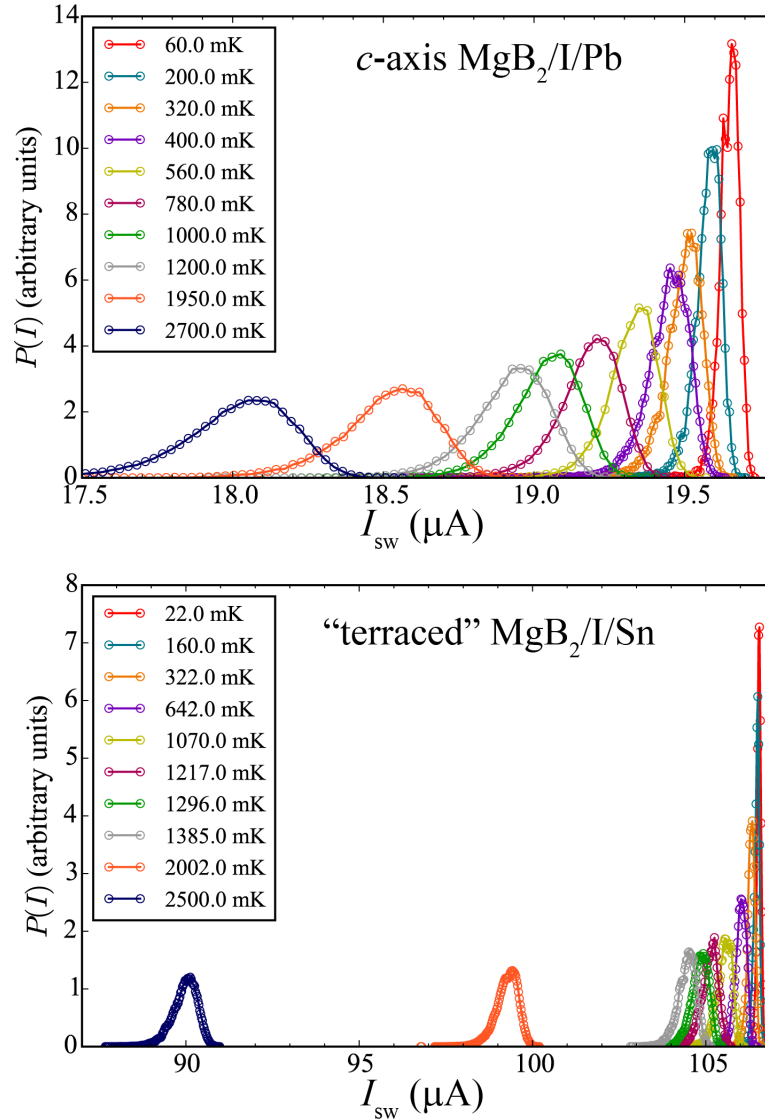 14
12
10
8
6
4
2
0
P(I) (arbitrary units)
60.0 mK
200.0 mK
320.0 mK
400.0 mK
560.0 mK
780.0 mK
1000.0 mK
1200.0 mK
1950.0 mK
2700.0 mK
c-axis MgB₂/I/Pb
17.5 18.0 18.5 19.0 19.5
I_sw (μA)
8
7
6
5
4
3
2
1
0
P(I) (arbitrary units)
22.0 mK
160.0 mK
322.0 mK
642.0 mK
1070.0 mK
1217.0 mK
1296.0 mK
1385.0 mK
2002.0 mK
2500.0 mK
“terraced” MgB₂/I/Sn
90 95 100 105
I_sw (μA)